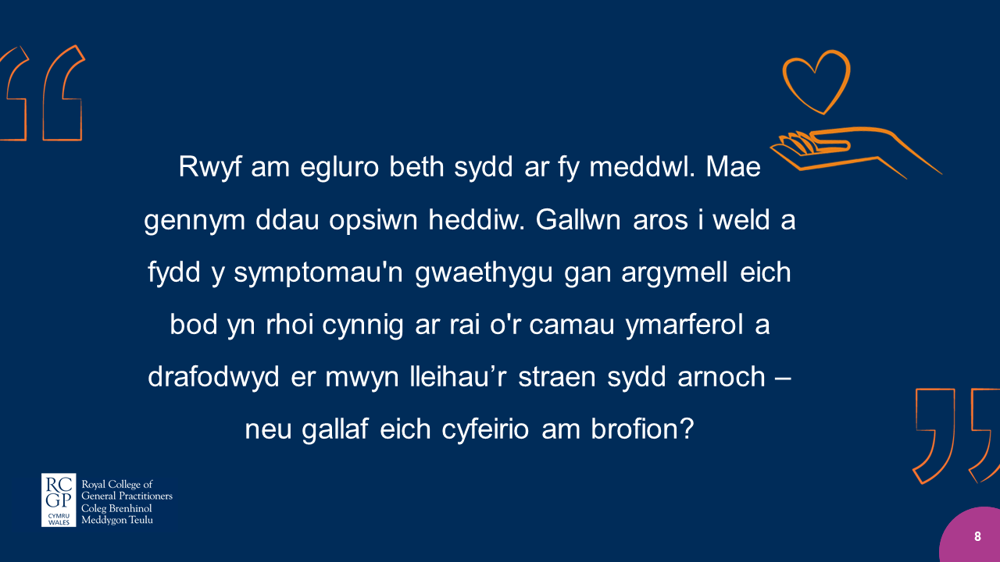 Rwyf am egluro beth sydd ar fy meddwl. Mae
gennym ddau opsiwn heddiw. Gallwn aros i weld a
fydd y symptomau'n gwaethygu gan argymell eich
bod yn rhoi cynnig ar rai o'r camau ymarferol a
drafodwyd er mwyn lleihau’r straen sydd arnoch –
neu gallaf eich cyfeirio am brofion?
RC
GP
CYMRU
WALES
Royal College of
General Practitioners
Coleg Brenhinol
Meddygon Teulu
8